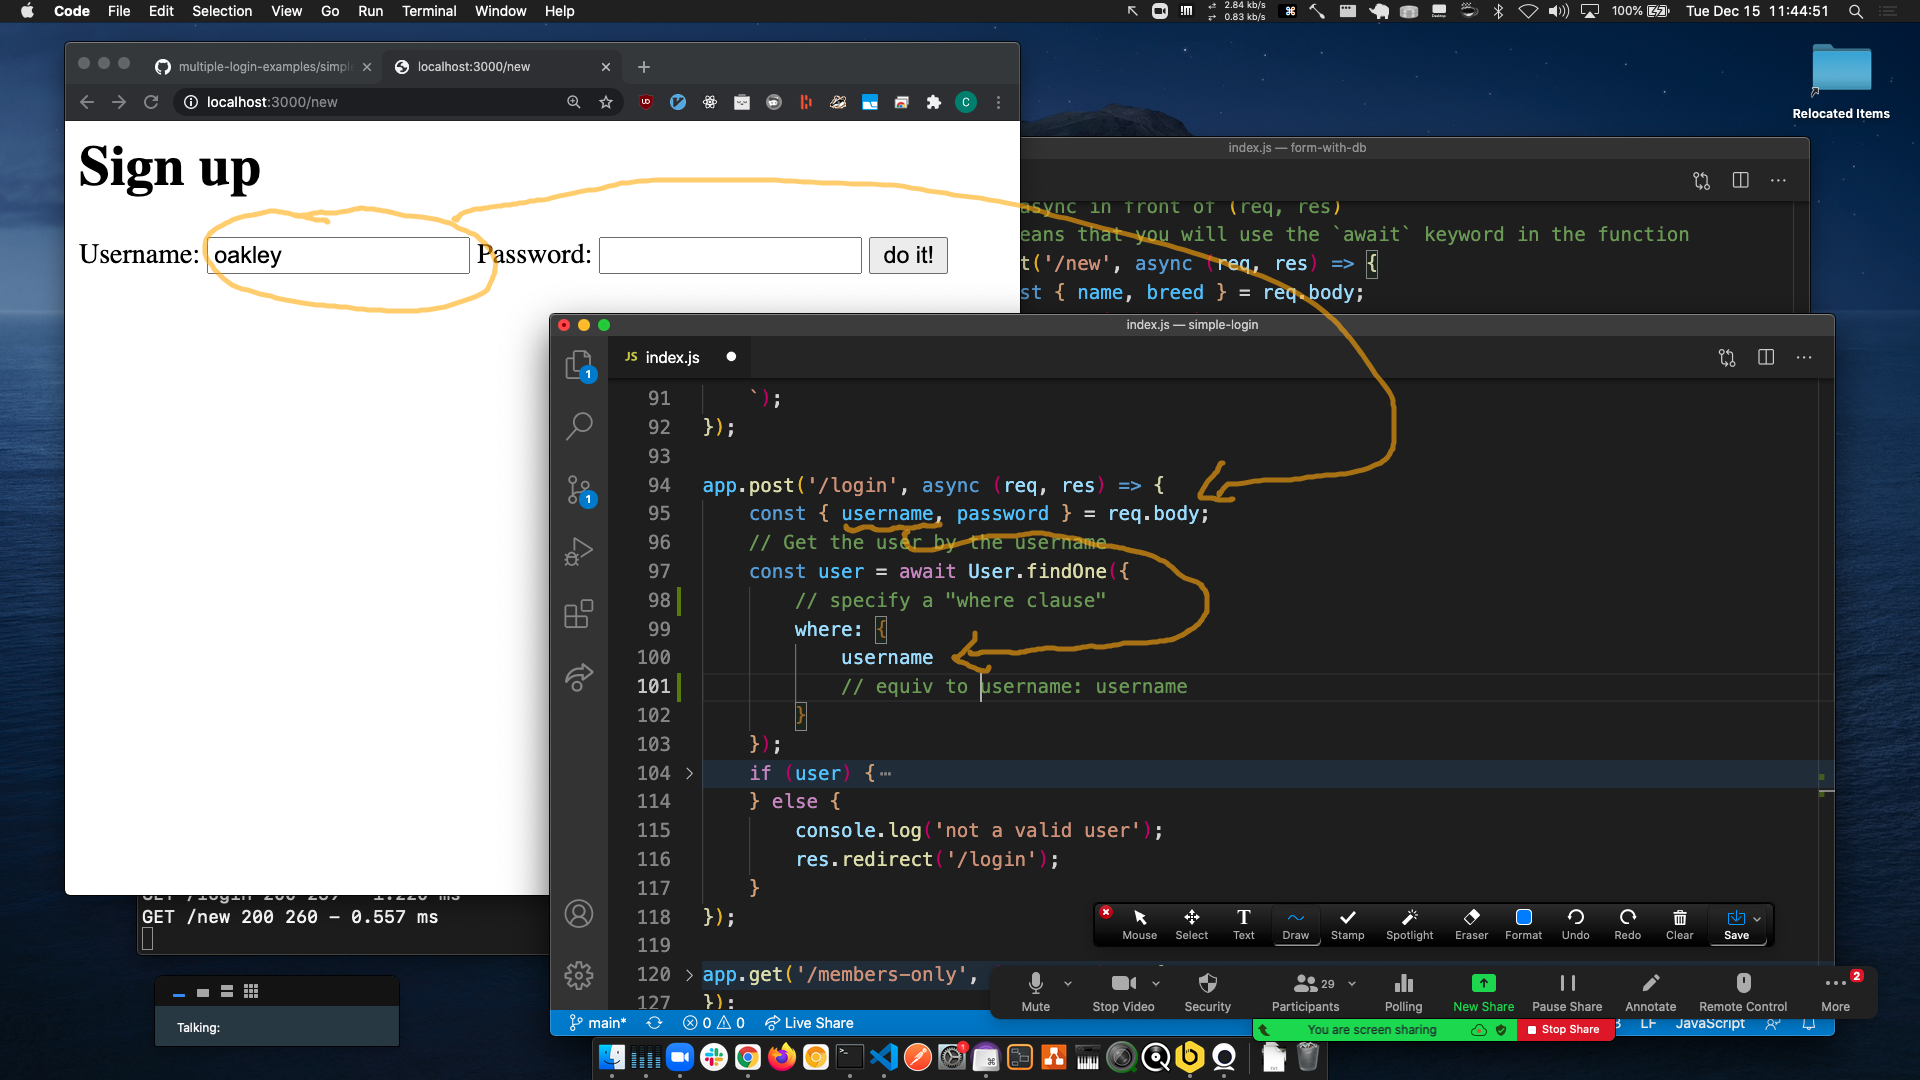 Code File Edit Selection View Go Run Terminal Window Help
2.84 kb/s
0.83 kb/s
100%
Tue Dec 15 11:44:51
multiple-login-examples/simple
localhost:3000/new
localhost:3000/new
C
Relocated Items
Sign up
Username: oakley Password: do it!
index.js — form-with-db
async in front of (req, res)
eans that you will use the `await` keyword in the function
t('/new', async (req, res) => {
st { name, breed } = req.body;
index.js — simple-login
JS index.js
91 `);
92 });
93
94 app.post('/login', async (req, res) => {
95 const { username, password } = req.body;
96 // Get the user by the username
97 const user = await User.findOne({
98 // specify a "where clause"
99 where: {
100 username
101 // equiv to username: username
102 }
103 });
104 if (user) {⋯
114 } else {
115 console.log('not a valid user');
116 res.redirect('/login');
117 }
118 });
119
120 app.get('/members-only',
127 });
1
1
GET /new 200 260 - 0.557 ms
Talking:
Mouse Select Text Draw Stamp Spotlight Eraser Format Undo Redo Clear Save
29
2
Mute Stop Video Security Participants Polling New Share Pause Share Annotate Remote Control More
You are screen sharing Stop Share
main* 0 0 Live Share
LF JavaScript
1